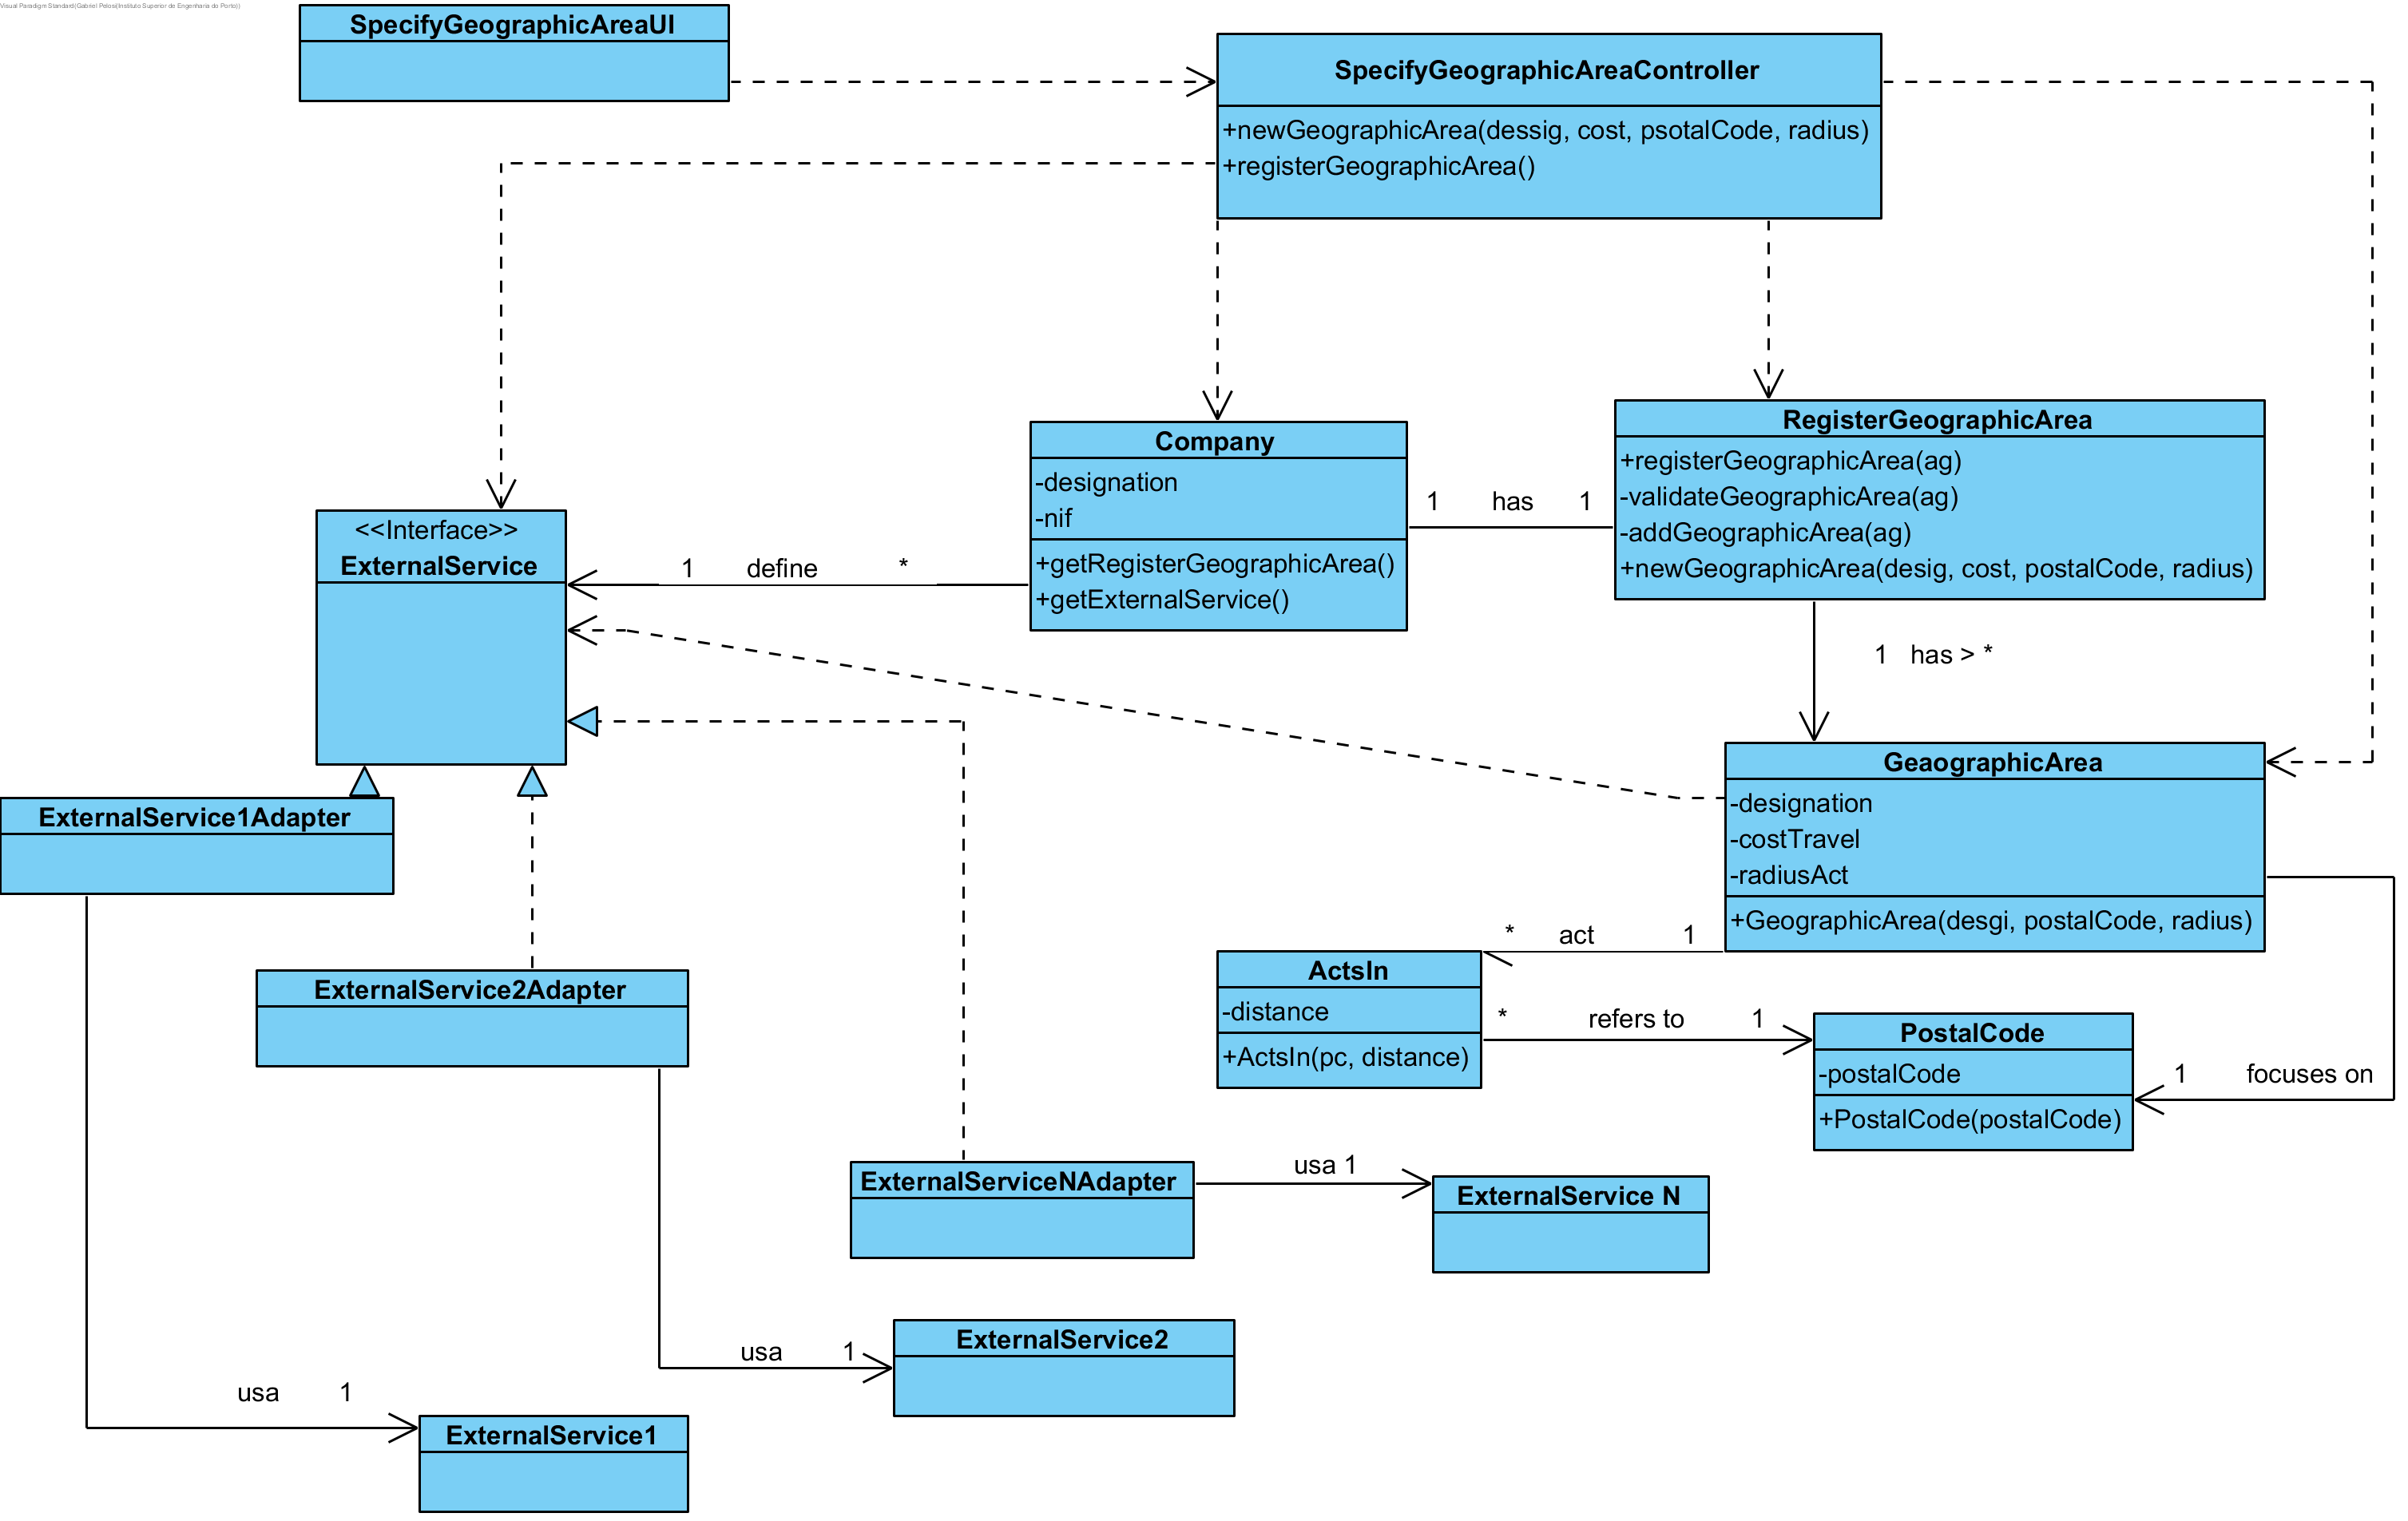 Visual Paradigm Standard(Gabriel Pelosi(Instituto Superior de Engenharia do Porto))
SpecifyGeographicAreaUI
SpecifyGeographicAreaController
+newGeographicArea(dessig, cost, psotalCode, radius)
+registerGeographicArea()
Company
-designation
-nif
+getRegisterGeographicArea()
+getExternalService()
1 has 1
RegisterGeographicArea
+registerGeographicArea(ag)
-validateGeographicArea(ag)
-addGeographicArea(ag)
+newGeographicArea(desig, cost, postalCode, radius)
<<Interface>>
ExternalService
1 define *
1 has > *
GeaographicArea
-designation
-costTravel
-radiusAct
+GeographicArea(desgi, postalCode, radius)
ExternalService1Adapter
* act 1
ActsIn
-distance
+ActsIn(pc, distance)
ExternalService2Adapter
* refers to 1
PostalCode
-postalCode
+PostalCode(postalCode)
1 focuses on
ExternalServiceNAdapter
usa 1
ExternalService N
ExternalService2
usa 1
usa 1
ExternalService1